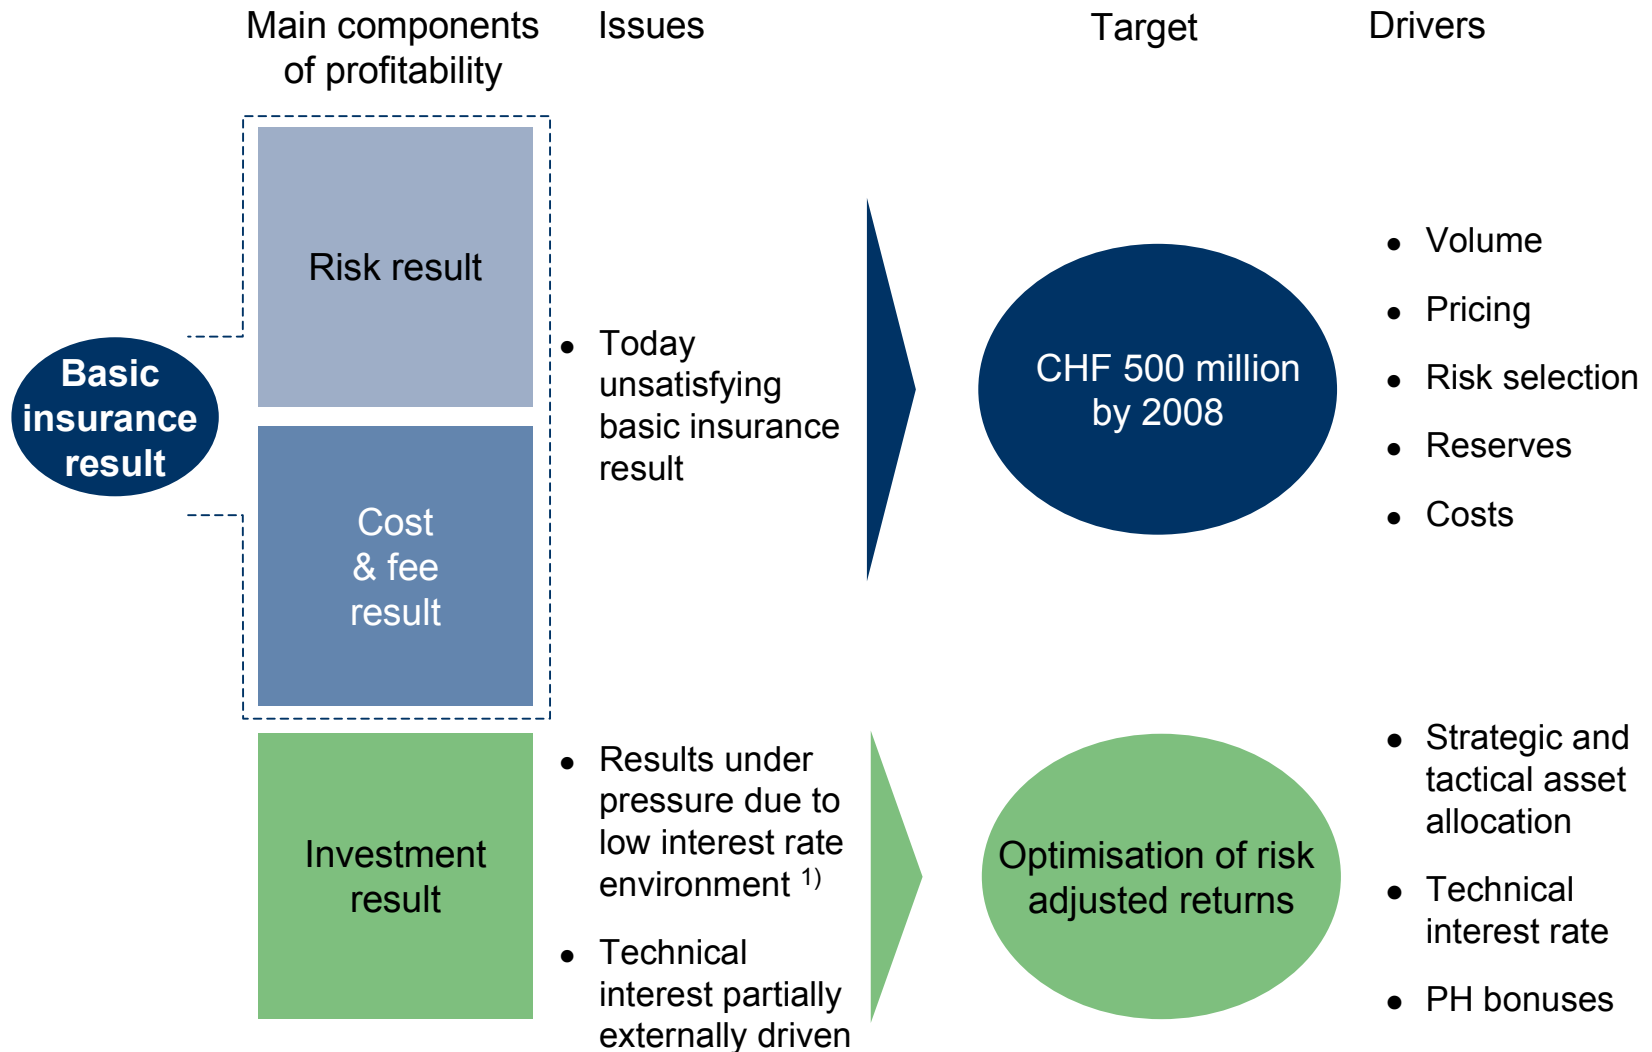 Main components
of profitability
Issues
Target
Drivers
Basic
insurance
result
Risk result
Cost
& fee
result
● Today
unsatisfying
basic insurance
result
CHF 500 million
by 2008
● Volume
● Pricing
● Risk selection
● Reserves
● Costs
Investment
result
● Results under
pressure due to
low interest rate
environment 1)
● Technical
interest partially
externally driven
Optimisation of risk
adjusted returns
● Strategic and
tactical asset
allocation
● Technical
interest rate
● PH bonuses